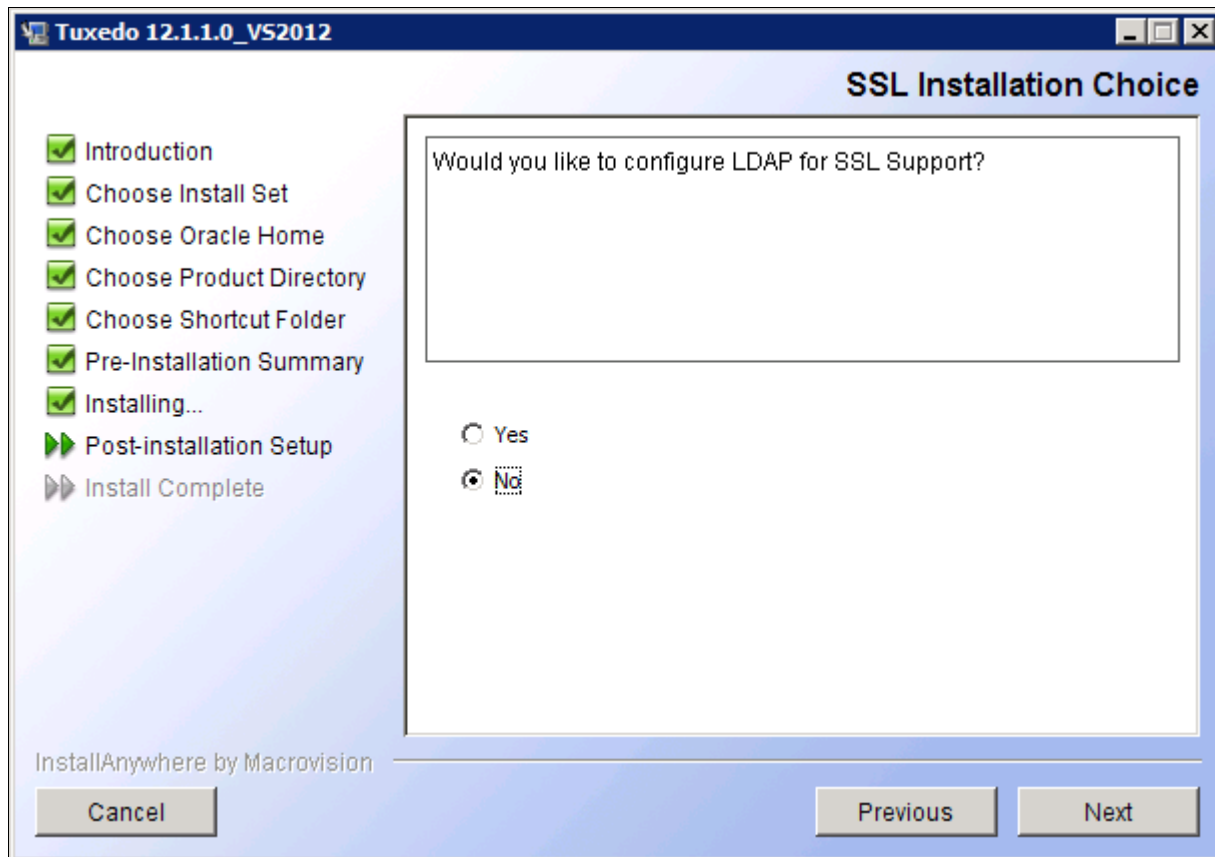 Tuxedo 12.1.1.0_VS2012
SSL Installation Choice
Introduction
Choose Install Set
Choose Oracle Home
Choose Product Directory
Choose Shortcut Folder
Pre-Installation Summary
Installing...
Post-installation Setup
Install Complete
Would you like to configure LDAP for SSL Support?
Yes
No
InstallAnywhere by Macrovision
Cancel
Previous
Next